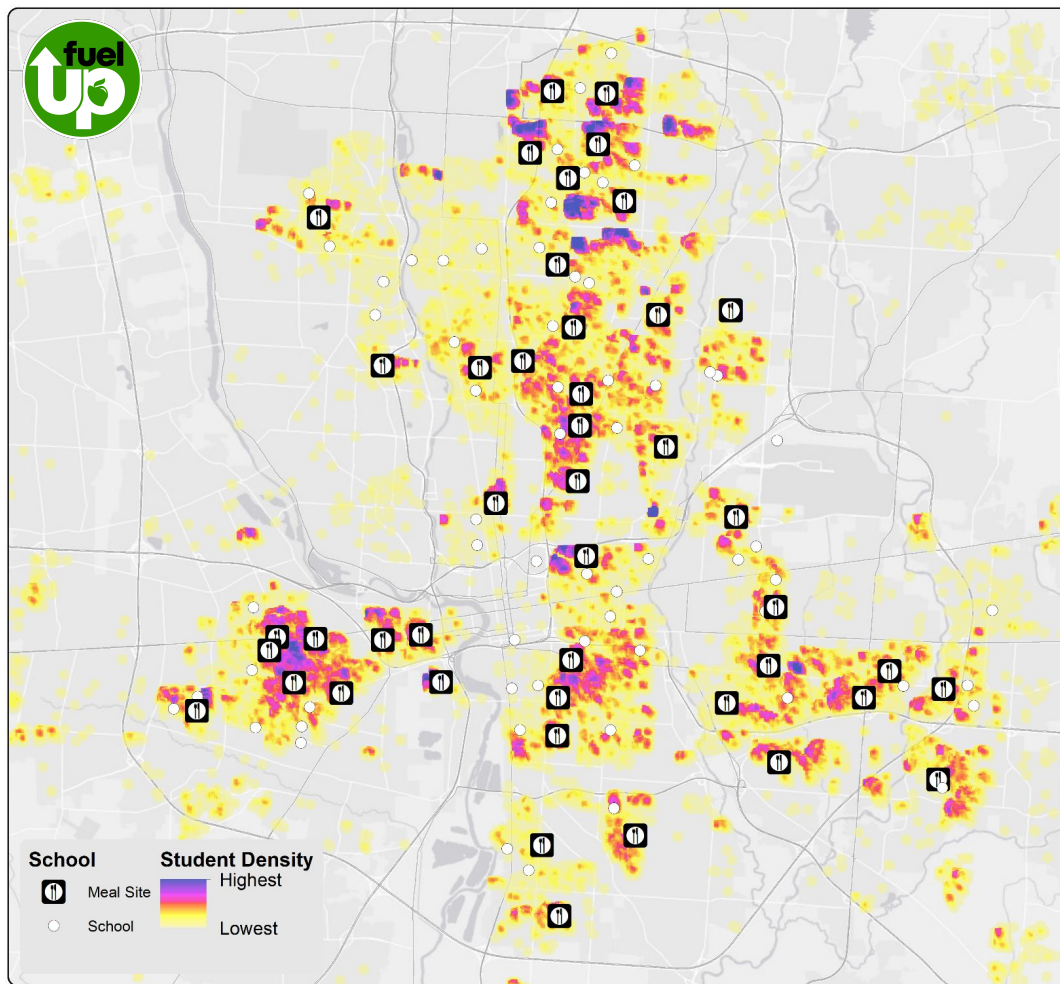 fuel
up
School
Meal Site
School
Student Density
Highest
Lowest